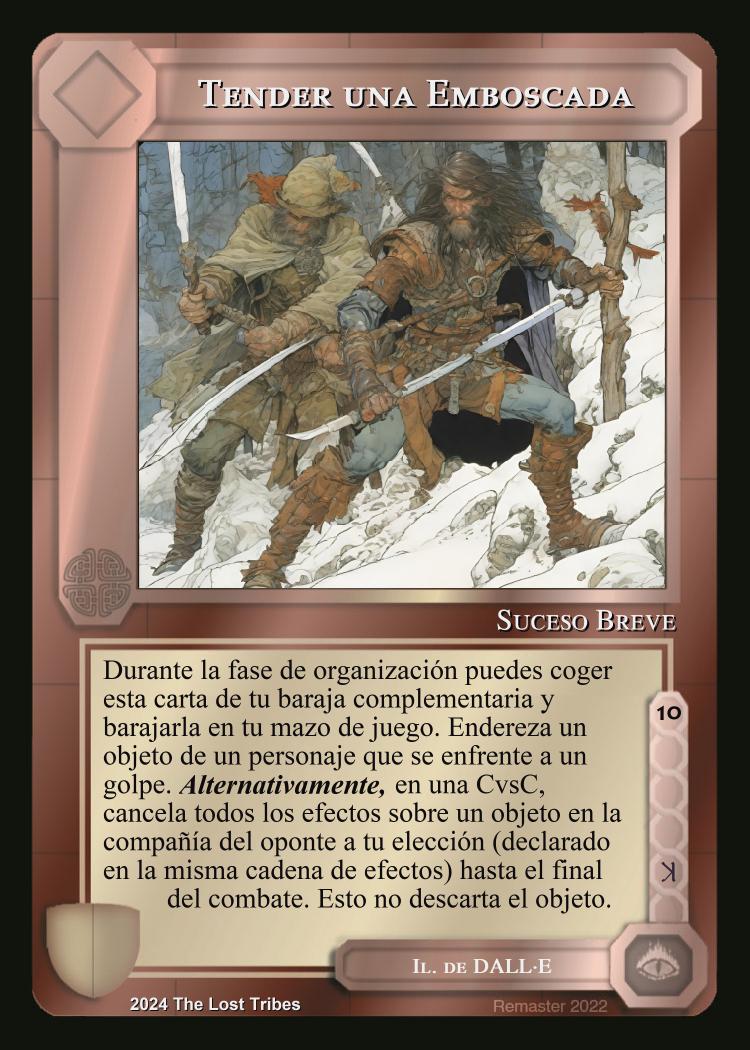 Tender una Emboscada
Suceso Breve
Durante la fase de organización puedes coger
esta carta de tu baraja complementaria y
barajarla en tu mazo de juego. Endereza un
objeto de un personaje que se enfrente a un
golpe. Alternativamente, en una CvsC,
cancela todos los efectos sobre un objeto en la
compañía del oponte a tu elección (declarado
en la misma cadena de efectos) hasta el final
del combate. Esto no descarta el objeto.
10
Il. de DALL·E
2024 The Lost Tribes
Remaster 2022